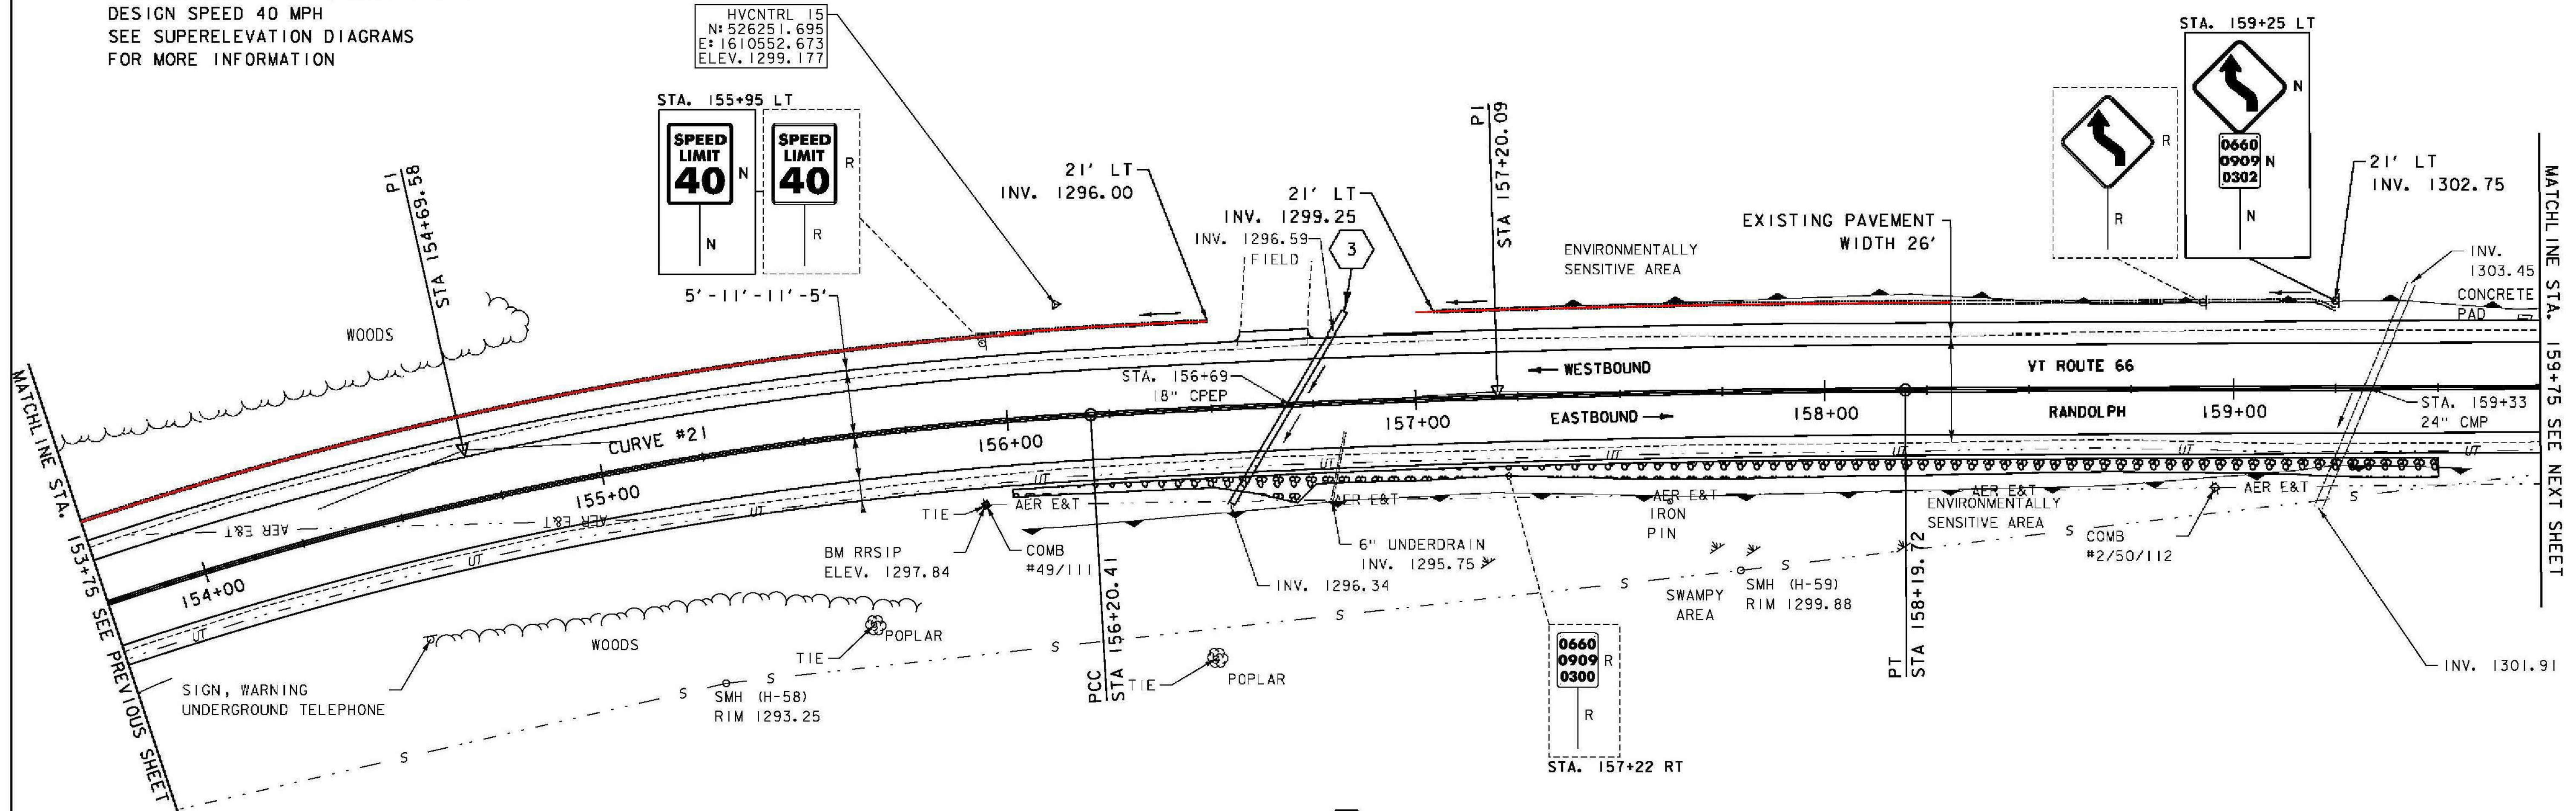 DESIGN SPEED 40 MPH
SEE SUPERELEVATION DIAGRAMS
FOR MORE INFORMATION
HVCNTRL 15
N: 526251.695
E: 1610552.673
ELEV. 1299.177
STA. 155+95 LT
SPEED
LIMIT
40
N
N
SPEED
LIMIT
40
R
R
5'-11'-11'-5'
PI
STA 154+69.58
WOODS
21' LT
INV. 1296.00
21' LT
INV. 1299.25
INV. 1296.59
FIELD
3
PI
STA 157+20.09
ENVIRONMENTALLY
SENSITIVE AREA
EXISTING PAVEMENT
WIDTH 26'
R
R
STA. 159+25 LT
N
0660
0909
0302
N
N
21' LT
INV. 1302.75
INV.
1303.45
CONCRETE
PAD
MATCHLINE STA. 159+75 SEE NEXT SHEET
MATCHLINE STA. 153+75 SEE PREVIOUS SHEET
STA. 156+69
18" CPEP
WESTBOUND
EASTBOUND
VT ROUTE 66
RANDOLPH
STA. 159+33
24" CMP
CURVE #21
154+00
155+00
156+00
157+00
158+00
159+00
AER E&T
AER E&T
AER E&T
AER E&T
AER E&T
AER E&T
AER E&T
UT
UT
UT
UT
UT
UT
UT
UT
UT
TIE
BM RRSIP
ELEV. 1297.84
COMB
#49/111
PCC
STA 156+20.41
INV. 1296.34
6" UNDERDRAIN
INV. 1295.75
IRON
PIN
ENVIRONMENTALLY
SENSITIVE AREA
COMB
#2/50/112
SWAMPY
AREA
SMH (H-59)
RIM 1299.88
PT
STA 158+19.72
INV. 1301.91
SIGN, WARNING
UNDERGROUND TELEPHONE
WOODS
TIE
POPLAR
TIE
POPLAR
SMH (H-58)
RIM 1293.25
S
S
S
S
S
S
S
S
0660
0909
0300
R
R
STA. 157+22 RT